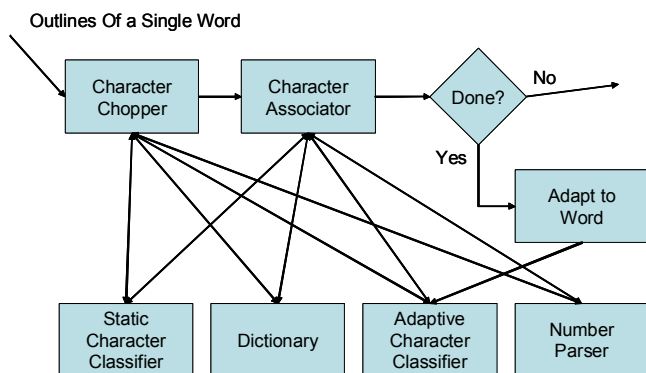 Outlines Of a Single Word
Character
Chopper
Character
Associator
Done?
No
Yes
Adapt to
Word
Static
Character
Classifier
Dictionary
Adaptive
Character
Classifier
Number
Parser